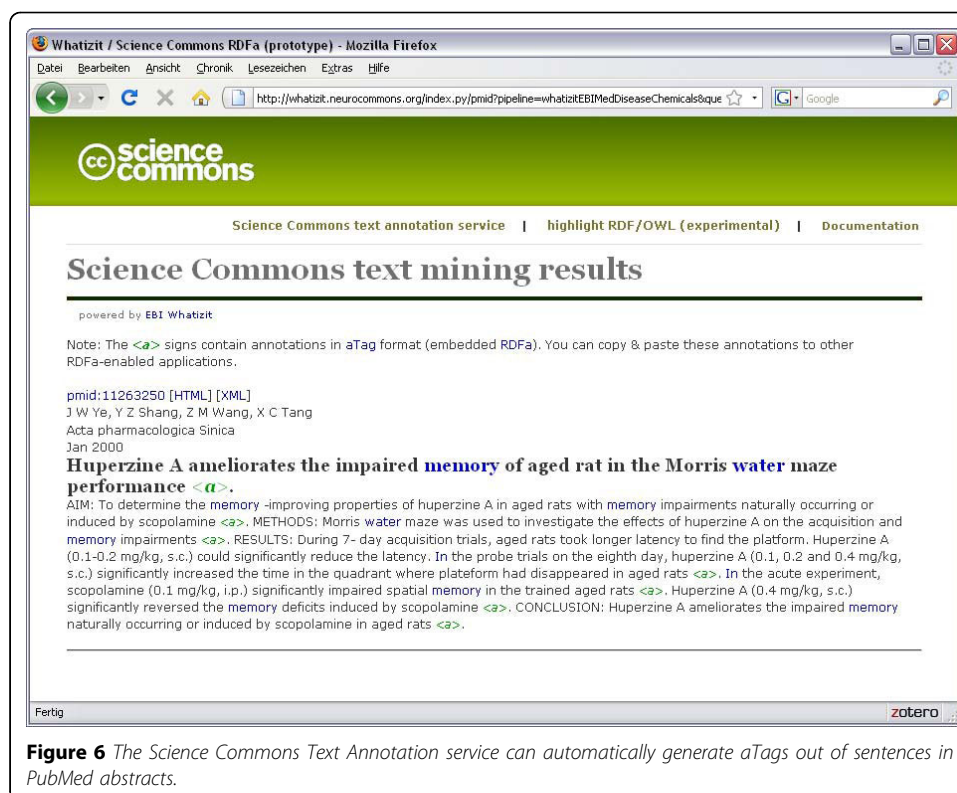 Whatizit / Science Commons RDFa (prototype) - Mozilla Firefox
Datei Bearbeiten Ansicht Chronik Lesezeichen Extras Hilfe
http://whatizit.neurocommons.org/index.py/pmid?pipeline=whatizitEBIMedDiseaseChemicals&que G Google
cc science
commons
Science Commons text annotation service | highlight RDF/OWL (experimental) | Documentation
Science Commons text mining results
powered by EBI Whatizit
Note: The <a> signs contain annotations in aTag format (embedded RDFa). You can copy & paste these annotations to other
RDFa-enabled applications.
pmid:11263250 [HTML] [XML]
J W Ye, Y Z Shang, Z M Wang, X C Tang
Acta pharmacologica Sinica
Jan 2000
Huperzine A ameliorates the impaired memory of aged rat in the Morris water maze
performance <a>.
AIM: To determine the memory -improving properties of huperzine A in aged rats with memory impairments naturally occurring or
induced by scopolamine <a>. METHODS: Morris water maze was used to investigate the effects of huperzine A on the acquisition and
memory impairments <a>. RESULTS: During 7- day acquisition trials, aged rats took longer latency to find the platform. Huperzine A
(0.1-0.2 mg/kg, s.c.) could significantly reduce the latency. In the probe trials on the eighth day, huperzine A (0.1, 0.2 and 0.4 mg/kg,
s.c.) significantly increased the time in the quadrant where plateform had disappeared in aged rats <a>. In the acute experiment,
scopolamine (0.1 mg/kg, i.p.) significantly impaired spatial memory in the trained aged rats <a>. Huperzine A (0.4 mg/kg, s.c.)
significantly reversed the memory deficits induced by scopolamine <a>. CONCLUSION: Huperzine A ameliorates the impaired memory
naturally occurring or induced by scopolamine in aged rats <a>.
Fertig zotero
Figure 6 The Science Commons Text Annotation service can automatically generate aTags out of sentences in
PubMed abstracts.